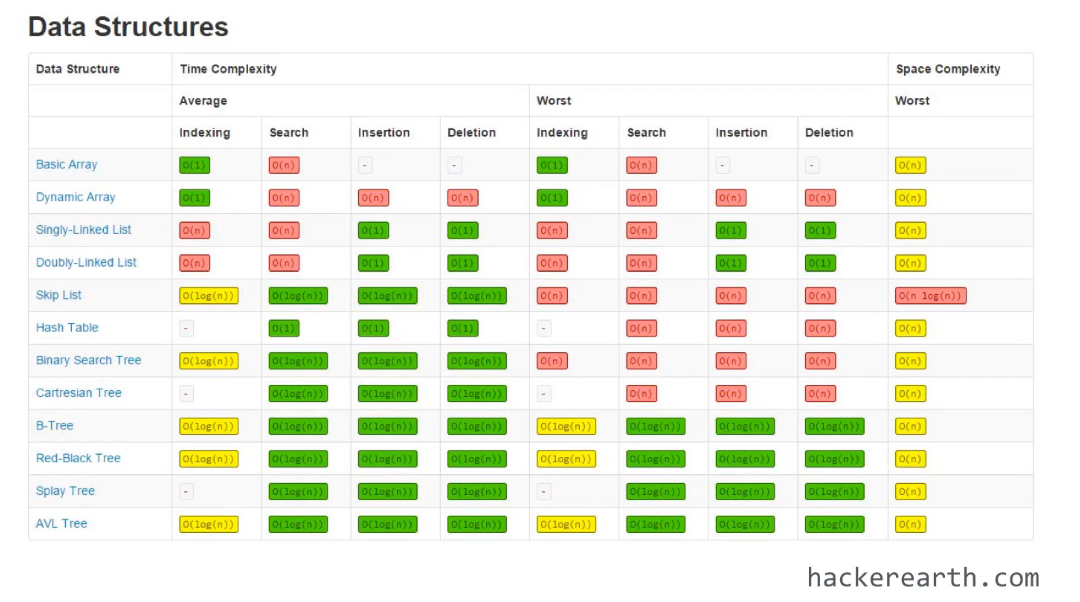 Data Structures
Data Structure Time Complexity Space Complexity
Average Worst Worst
Indexing Search Insertion Deletion Indexing Search Insertion Deletion
Basic Array O(1) O(n) - - O(1) O(n) - - O(n)
Dynamic Array O(1) O(n) O(n) O(n) O(1) O(n) O(n) O(n) O(n)
Singly-Linked List O(n) O(n) O(1) O(1) O(n) O(n) O(1) O(1) O(n)
Doubly-Linked List O(n) O(n) O(1) O(1) O(n) O(n) O(1) O(1) O(n)
Skip List O(log(n)) O(log(n)) O(log(n)) O(log(n)) O(n) O(n) O(n) O(n) O(n log(n))
Hash Table - O(1) O(1) O(1) - O(n) O(n) O(n) O(n)
Binary Search Tree O(log(n)) O(log(n)) O(log(n)) O(log(n)) O(n) O(n) O(n) O(n) O(n)
Cartresian Tree - O(log(n)) O(log(n)) O(log(n)) - O(n) O(n) O(n) O(n)
B-Tree O(log(n)) O(log(n)) O(log(n)) O(log(n)) O(log(n)) O(log(n)) O(log(n)) O(log(n)) O(n)
Red-Black Tree O(log(n)) O(log(n)) O(log(n)) O(log(n)) O(log(n)) O(log(n)) O(log(n)) O(log(n)) O(n)
Splay Tree - O(log(n)) O(log(n)) O(log(n)) - O(log(n)) O(log(n)) O(log(n)) O(n)
AVL Tree O(log(n)) O(log(n)) O(log(n)) O(log(n)) O(log(n)) O(log(n)) O(log(n)) O(log(n)) O(n)
hackerearth.com